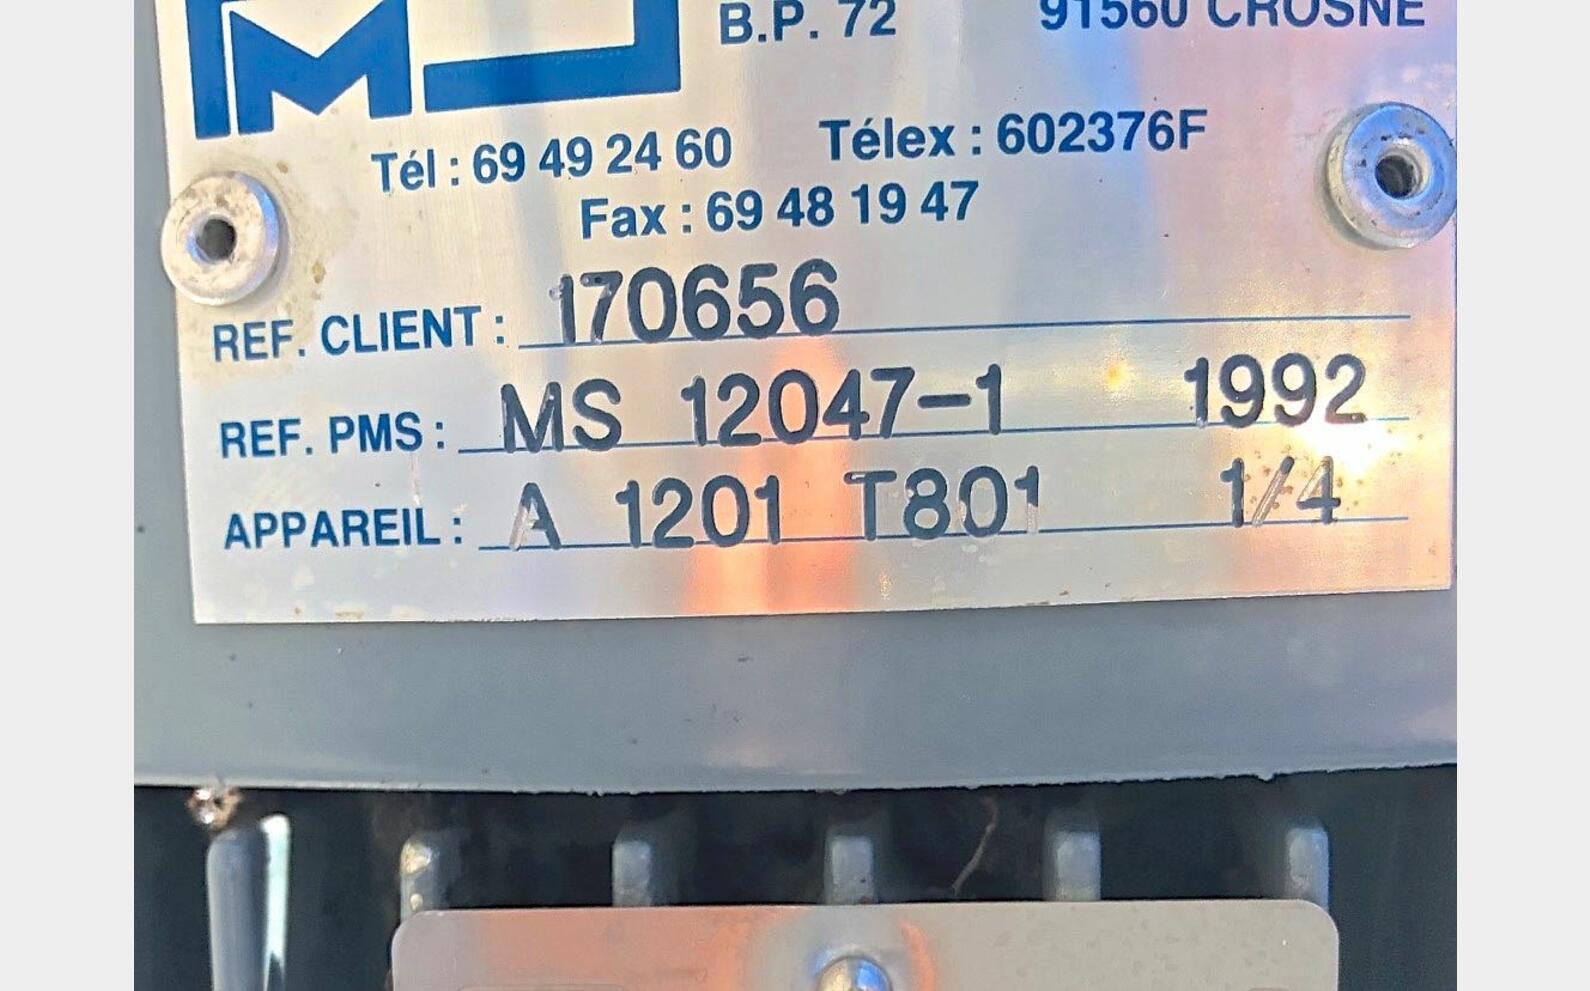 B.P. 72 91560 CROSNE
Tél : 69 49 24 60 Télex : 602376F
Fax : 69 48 19 47
REF. CLIENT : 170656
REF. PMS : MS 12047-1 1992
APPAREIL : A 1201 T801 1/4